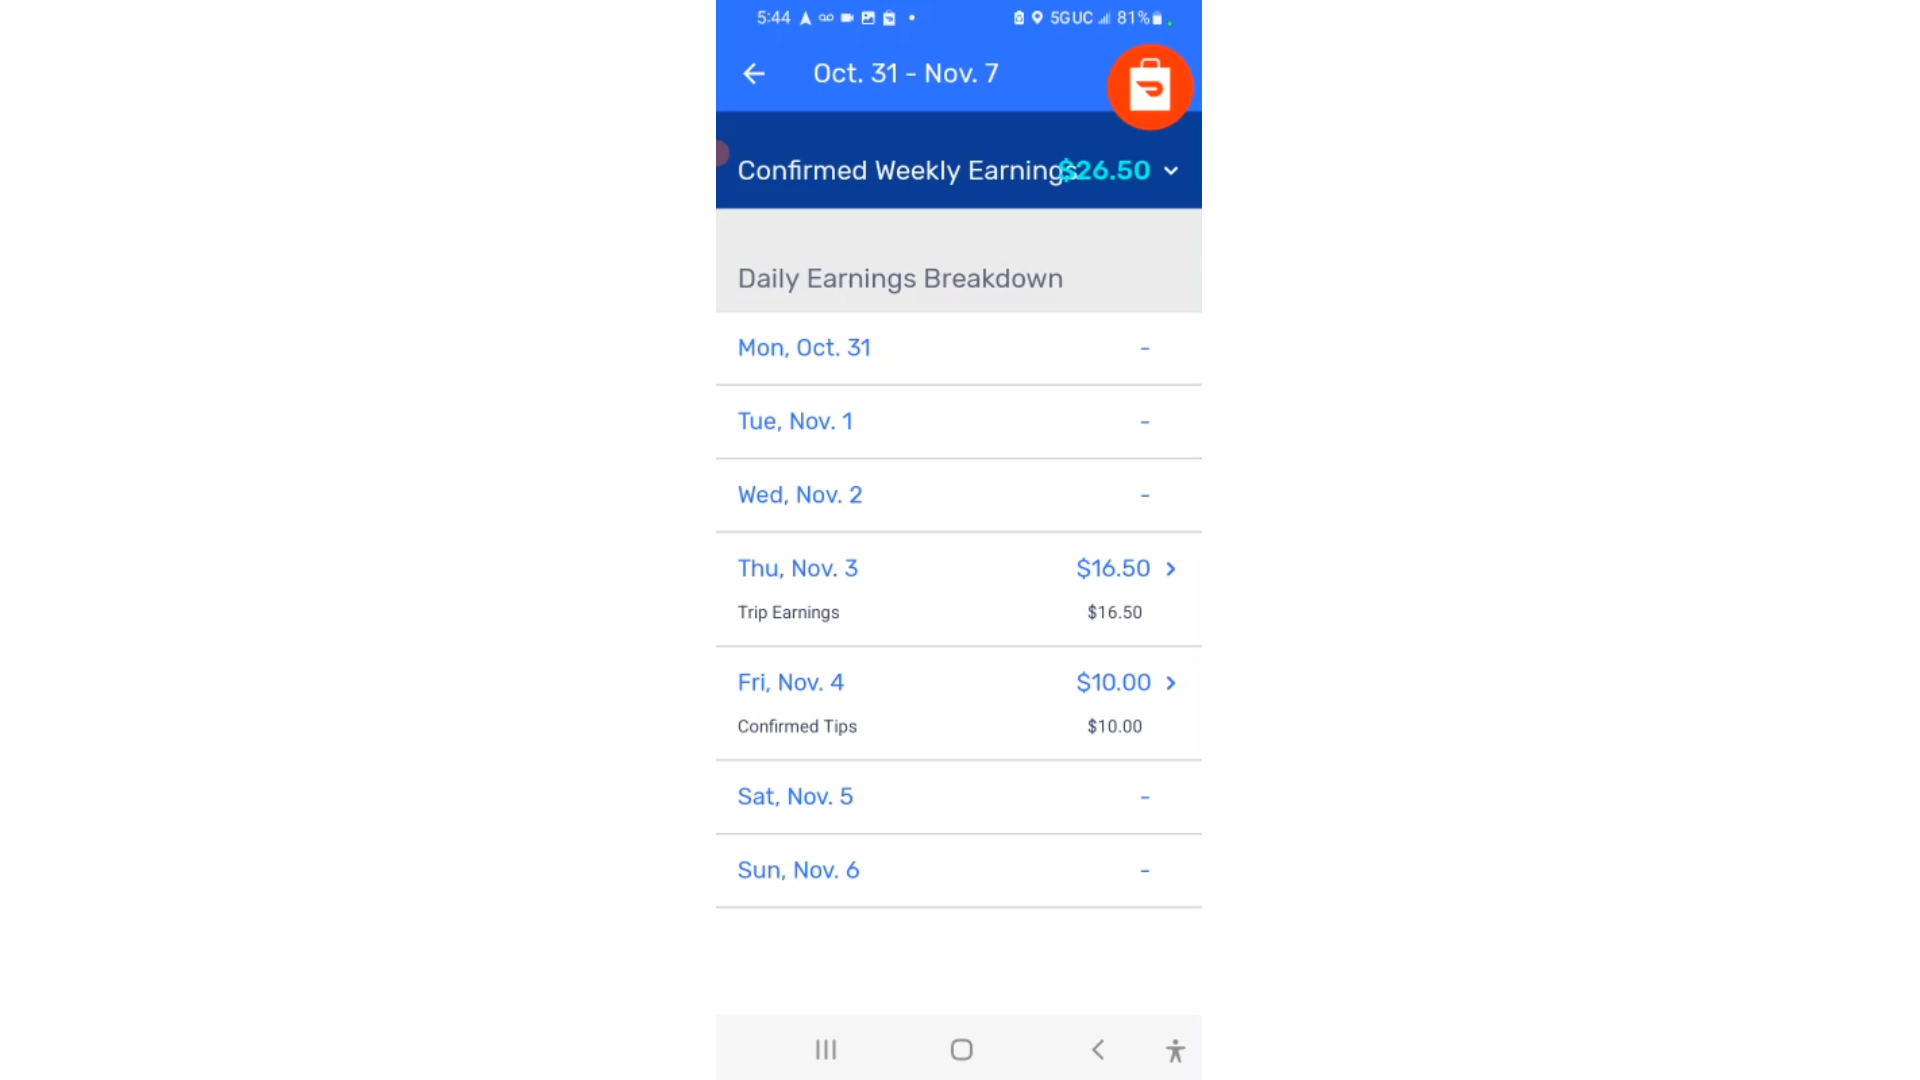 5:44
5GUC 81%
Oct. 31 - Nov. 7
Confirmed Weekly Earnings $26.50
Daily Earnings Breakdown
Mon, Oct. 31 -
Tue, Nov. 1 -
Wed, Nov. 2 -
Thu, Nov. 3 $16.50
Trip Earnings $16.50
Fri, Nov. 4 $10.00
Confirmed Tips $10.00
Sat, Nov. 5 -
Sun, Nov. 6 -